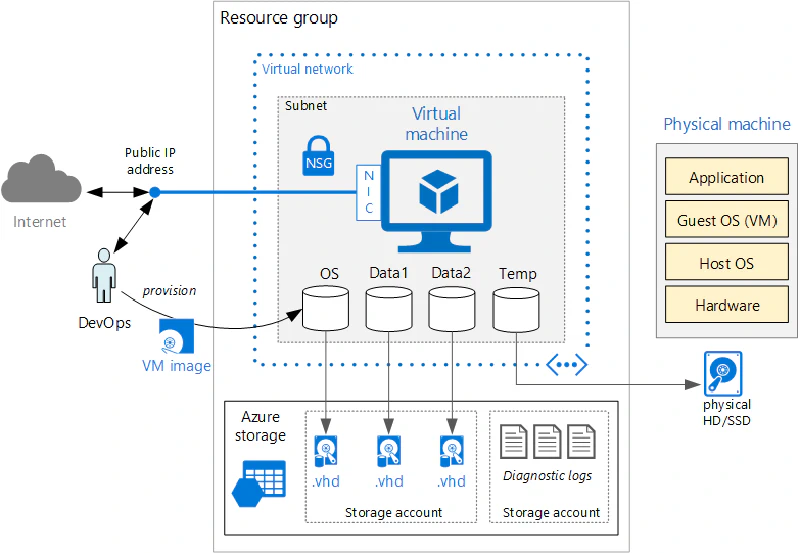 Resource group
Virtual network
Subnet
Virtual
machine
NSG
N
I
C
Public IP
address
Internet
DevOps
provision
VM image
OS
Data1
Data2
Temp
Physical machine
Application
Guest OS (VM)
Host OS
Hardware
physical
HD/SSD
Azure
storage
.vhd
.vhd
.vhd
Storage account
Diagnostic logs
Storage account